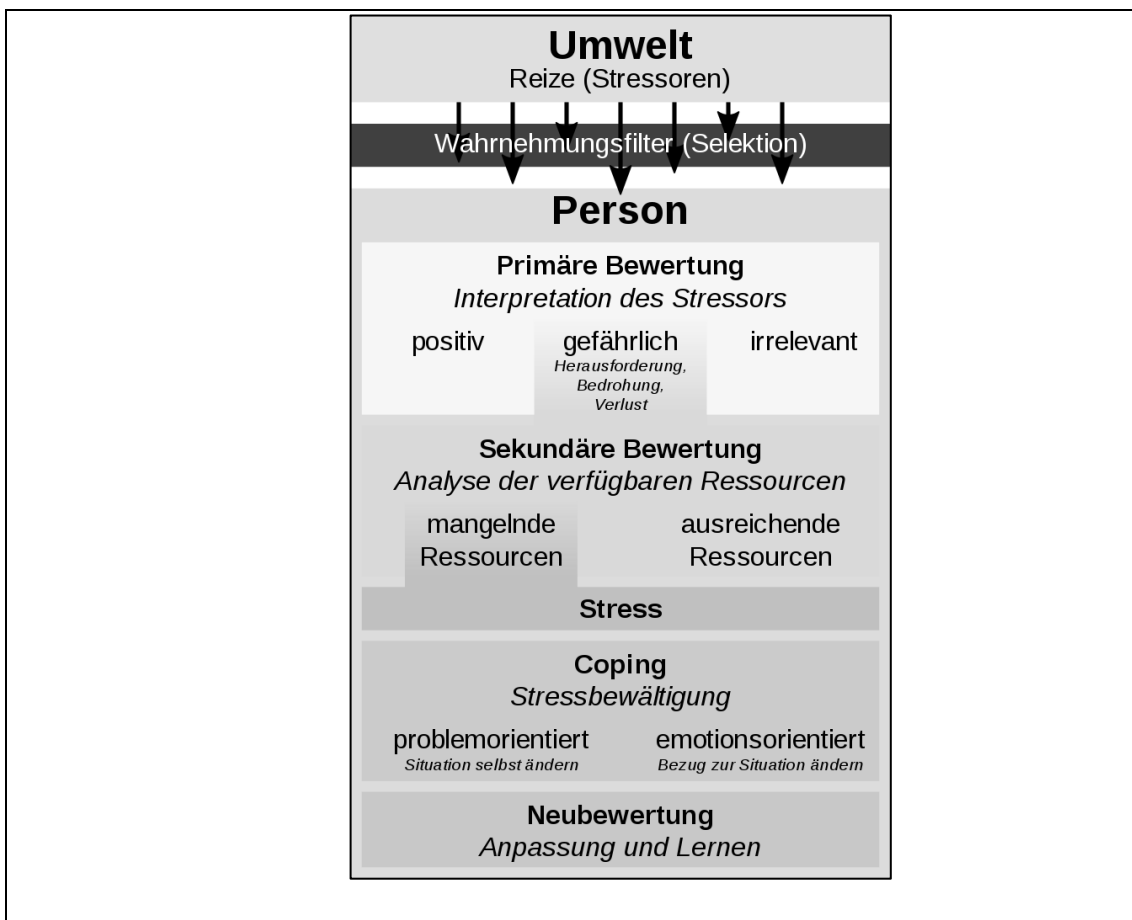 Umwelt
Reize (Stressoren)
Wahrnehmungsfilter (Selektion)
Person
Primäre Bewertung
Interpretation des Stressors
positiv
gefährlich
Herausforderung,
Bedrohung,
Verlust
irrelevant
Sekundäre Bewertung
Analyse der verfügbaren Ressourcen
mangelnde
Ressourcen
ausreichende
Ressourcen
Stress
Coping
Stressbewältigung
problemorientiert
Situation selbst ändern
emotionsorientiert
Bezug zur Situation ändern
Neubewertung
Anpassung und Lernen